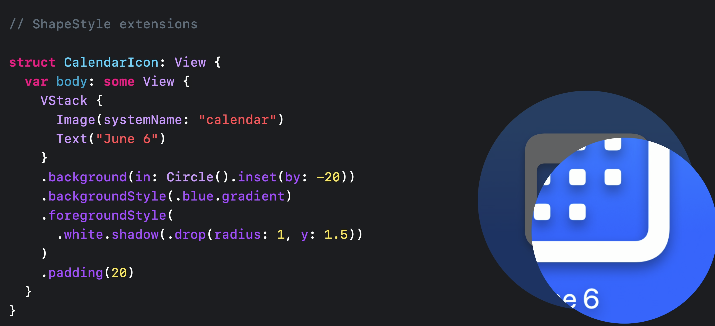 // ShapeStyle extensions
struct CalendarIcon: View {
var body: some View {
VStack {
Image(systemName: "calendar")
Text("June 6")
}
.background(in: Circle().inset(by: -20))
.backgroundStyle(.blue.gradient)
.foregroundStyle(
.white.shadow(.drop(radius: 1, y: 1.5))
)
.padding(20)
}
}
e 6